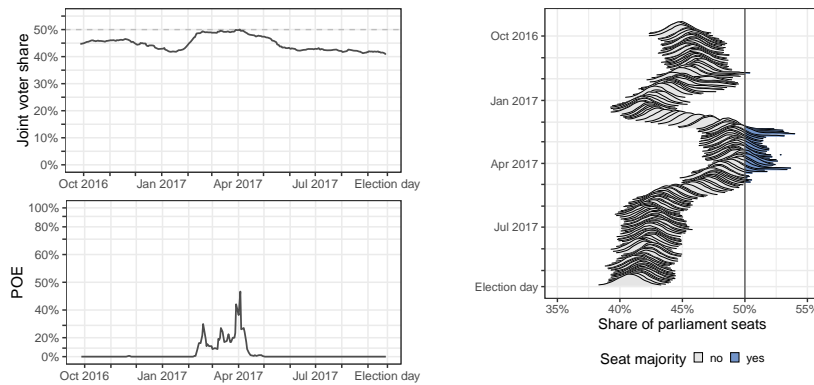 50%
40%
30%
20%
10%
0%
Joint voter share
Oct 2016 Jan 2017 Apr 2017 Jul 2017 Election day
100%
80%
60%
50%
40%
20%
0%
POE
Oct 2016 Jan 2017 Apr 2017 Jul 2017 Election day
Oct 2016
Jan 2017
Apr 2017
Jul 2017
Election day
35% 40% 45% 50% 55%
Share of parliament seats
Seat majority no yes